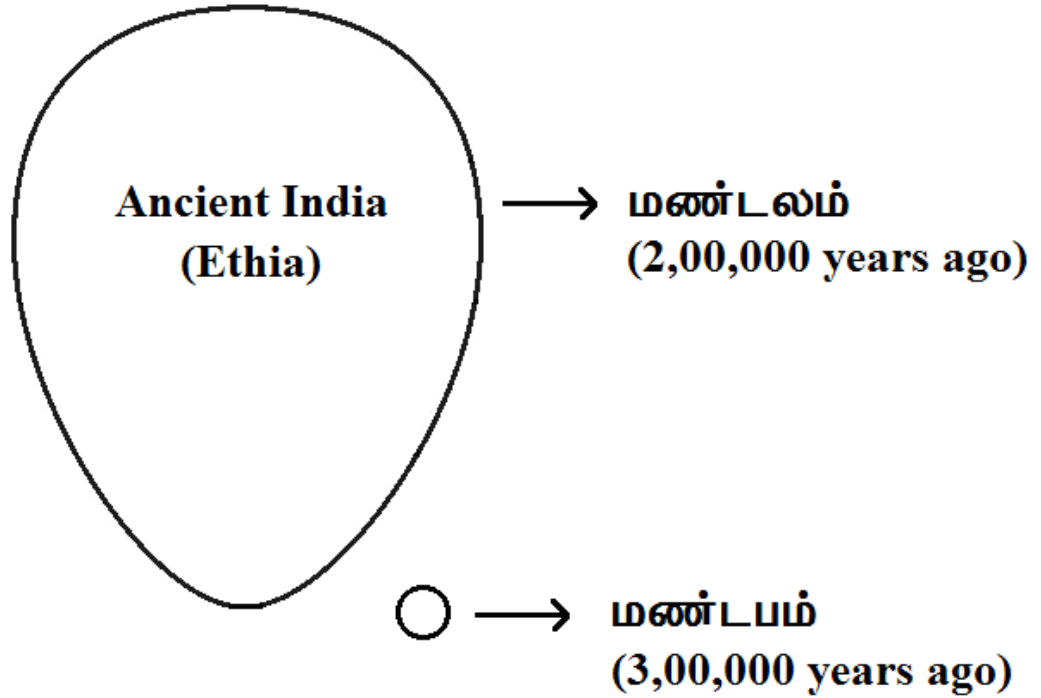 Ancient India
(Ethia)
மண்டலம்
(2,00,000 years ago)
மண்டபம்
(3,00,000 years ago)